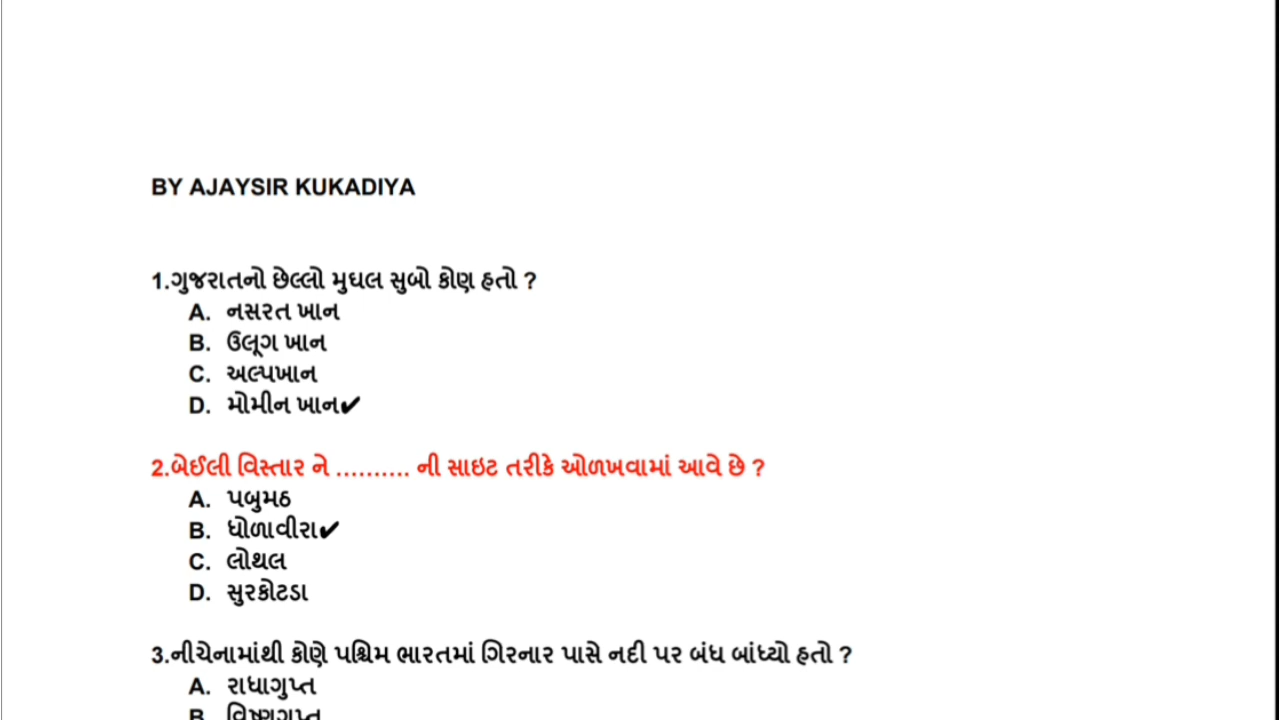 BY AJAYSIR KUKADIYA
1.ગુજરાતનો છેલ્લો મુઘલ સુબો કોણ હતો ?
A. નસરત ખાન
B. ઉલૂગ ખાન
C. અલ્પખાન
D. મોમીન ખાન✔
2.બેઈલી વિસ્તાર ને .......... ની સાઇટ તરીકે ઓળખવામાં આવે છે ?
A. પબુમઠ
B. ધોળાવીરા✔
C. લોથલ
D. સુરકોટડા
3.નીચેનામાંથી કોણે પશ્ચિમ ભારતમાં ગિરનાર પાસે નદી પર બંધ બાંધ્યો હતો ?
A. રાધાગુપ્ત
B. વિષ્ણુગુપ્ત